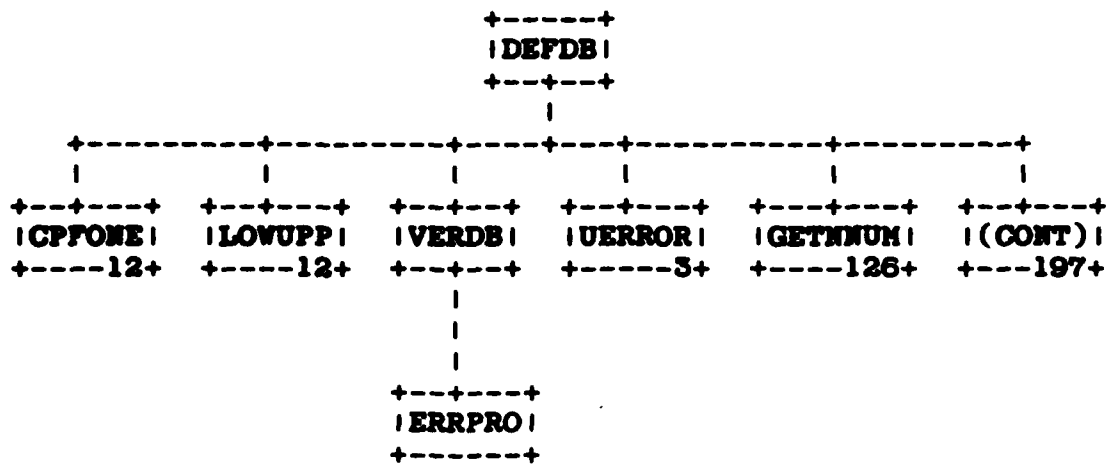 DEFDB
CPFONE LOWUPP VERDB UERROR GETNNUM (CONT)
12 12 3 126 197
ERRPRO